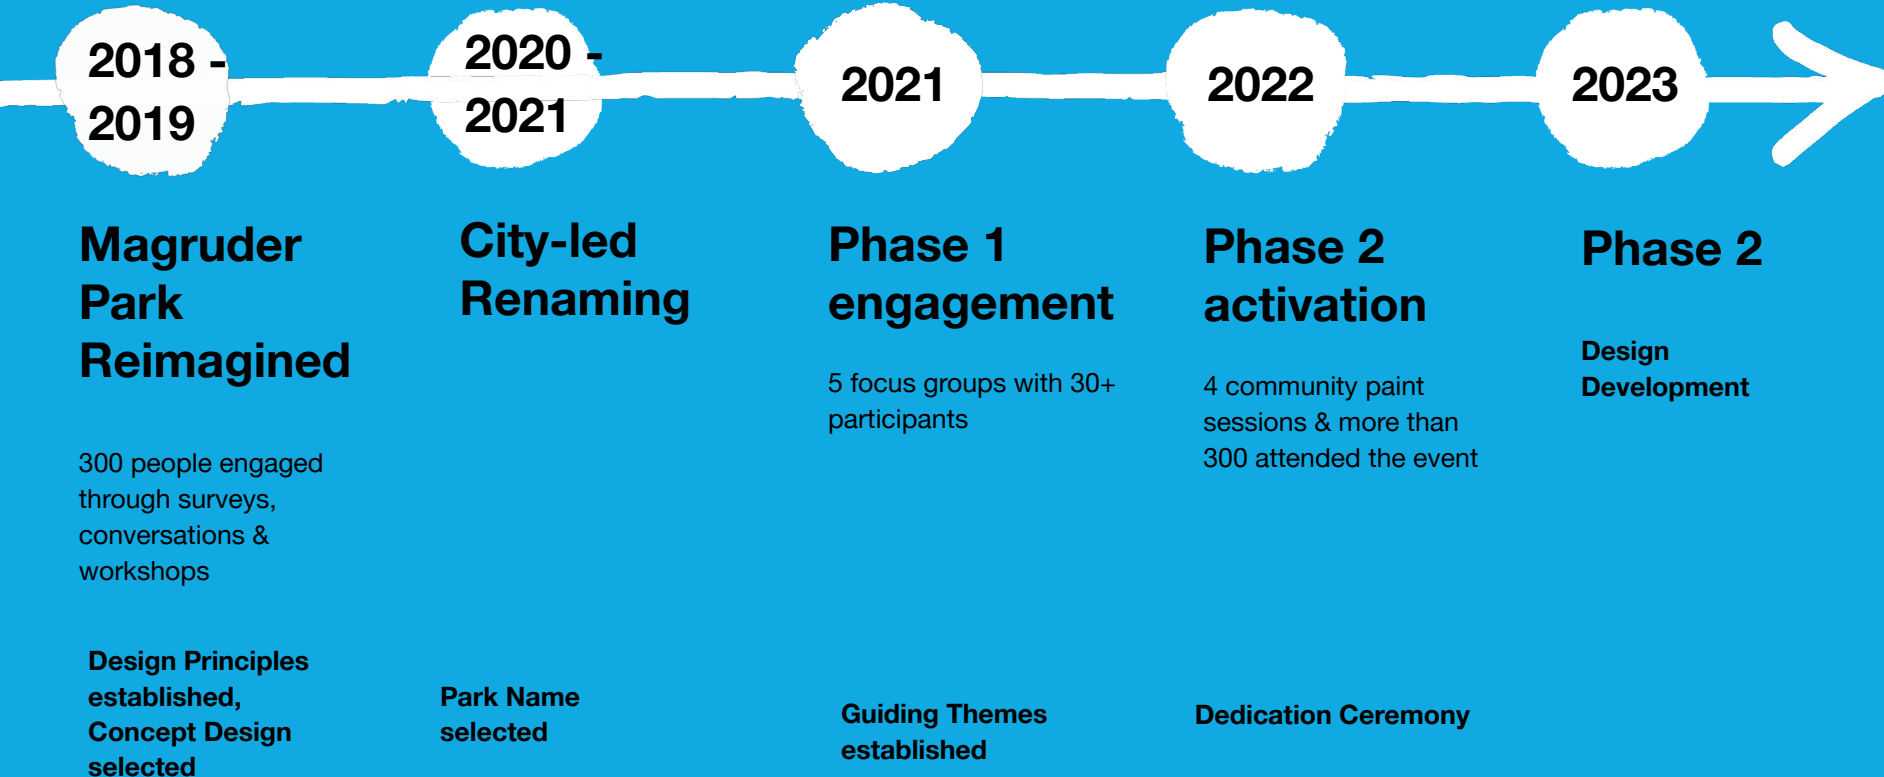 2018 -
2019
2020 -
2021
2021
2022
2023
Magruder
Park
Reimagined
300 people engaged
through surveys,
conversations &
workshops
Design Principles
established,
Concept Design
selected
City-led
Renaming
Park Name
selected
Phase 1
engagement
5 focus groups with 30+
participants
Guiding Themes
established
Phase 2
activation
4 community paint
sessions & more than
300 attended the event
Dedication Ceremony
Phase 2
Design
Development